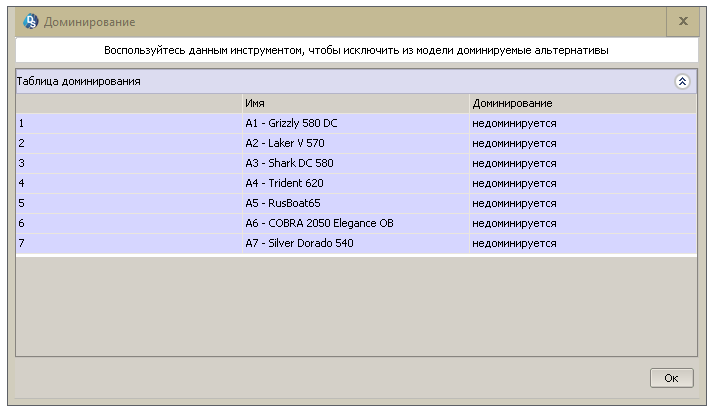 Доминирование
Воспользуйтесь данным инструментом, чтобы исключить из модели доминируемые альтернативы
Таблица доминирования
Имя Доминирование
1 A1 - Grizzly 580 DC недоминируется
2 A2 - Laker V 570 недоминируется
3 A3 - Shark DC 580 недоминируется
4 A4 - Trident 620 недоминируется
5 A5 - RusBoat65 недоминируется
6 A6 - COBRA 2050 Elegance OB недоминируется
7 A7 - Silver Dorado 540 недоминируется
Ок